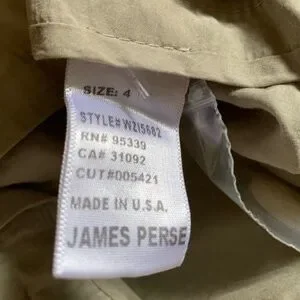 SIZE: 4
STYLE# WZI5682
RN# 95339
CA# 31092
CUT#005421
MADE IN U.S.A.
JAMES PERSE